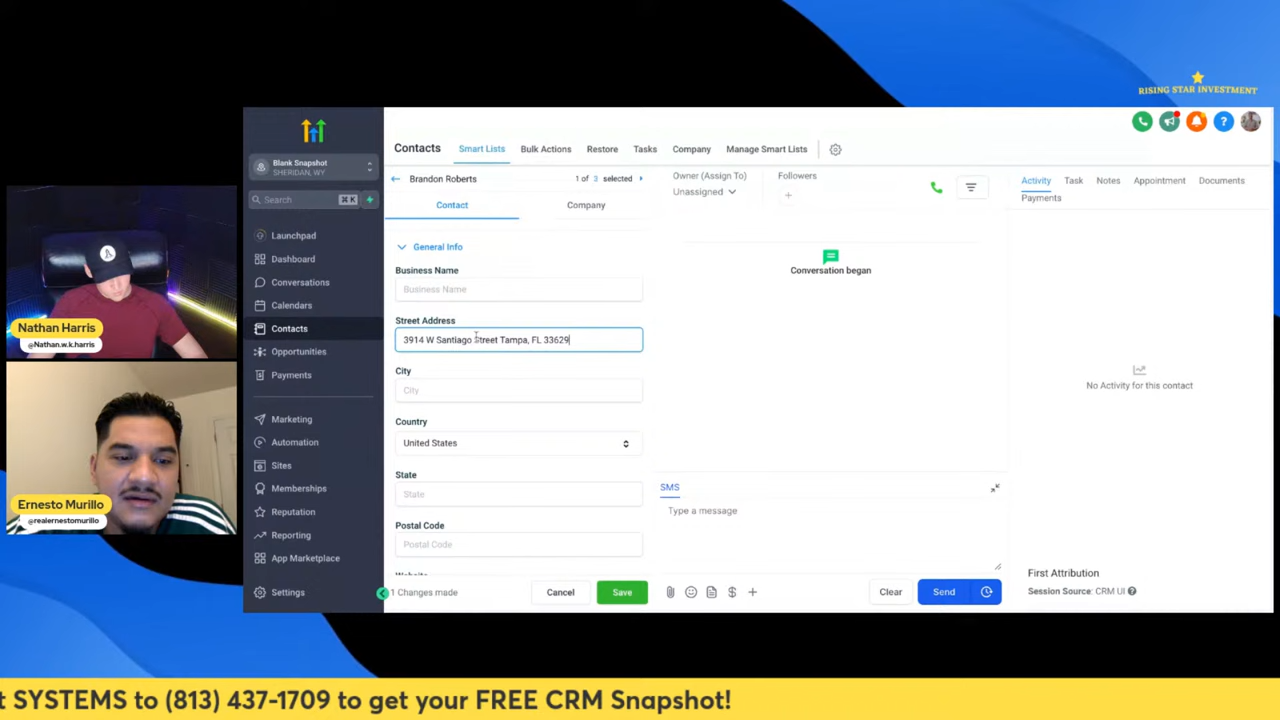 RISING STAR INVESTMENT
Blank Snapshot
SHERIDAN, WY
Search
⌘ K
Launchpad
Dashboard
Conversations
Calendars
Contacts
Opportunities
Payments
Marketing
Automation
Sites
Memberships
Reputation
Reporting
App Marketplace
Settings
Contacts
Smart Lists
Bulk Actions
Restore
Tasks
Company
Manage Smart Lists
Brandon Roberts
1 of 2 selected
Contact
Company
General Info
Business Name
Business Name
Street Address
3914 W Santiago Street Tampa, FL 33629
City
City
Country
United States
State
State
Postal Code
Postal Code
Website
1 Changes made
Cancel
Save
Owner (Assign To)
Unassigned
Followers
Conversation began
SMS
Type a message
Clear
Send
Activity
Task
Notes
Appointment
Documents
Payments
No Activity for this contact
First Attribution
Session Source: CRM UI
Nathan Harris
@Nathan.w.k.harris
Ernesto Murillo
@realernestomurillo
t SYSTEMS to (813) 437-1709 to get your FREE CRM Snapshot!